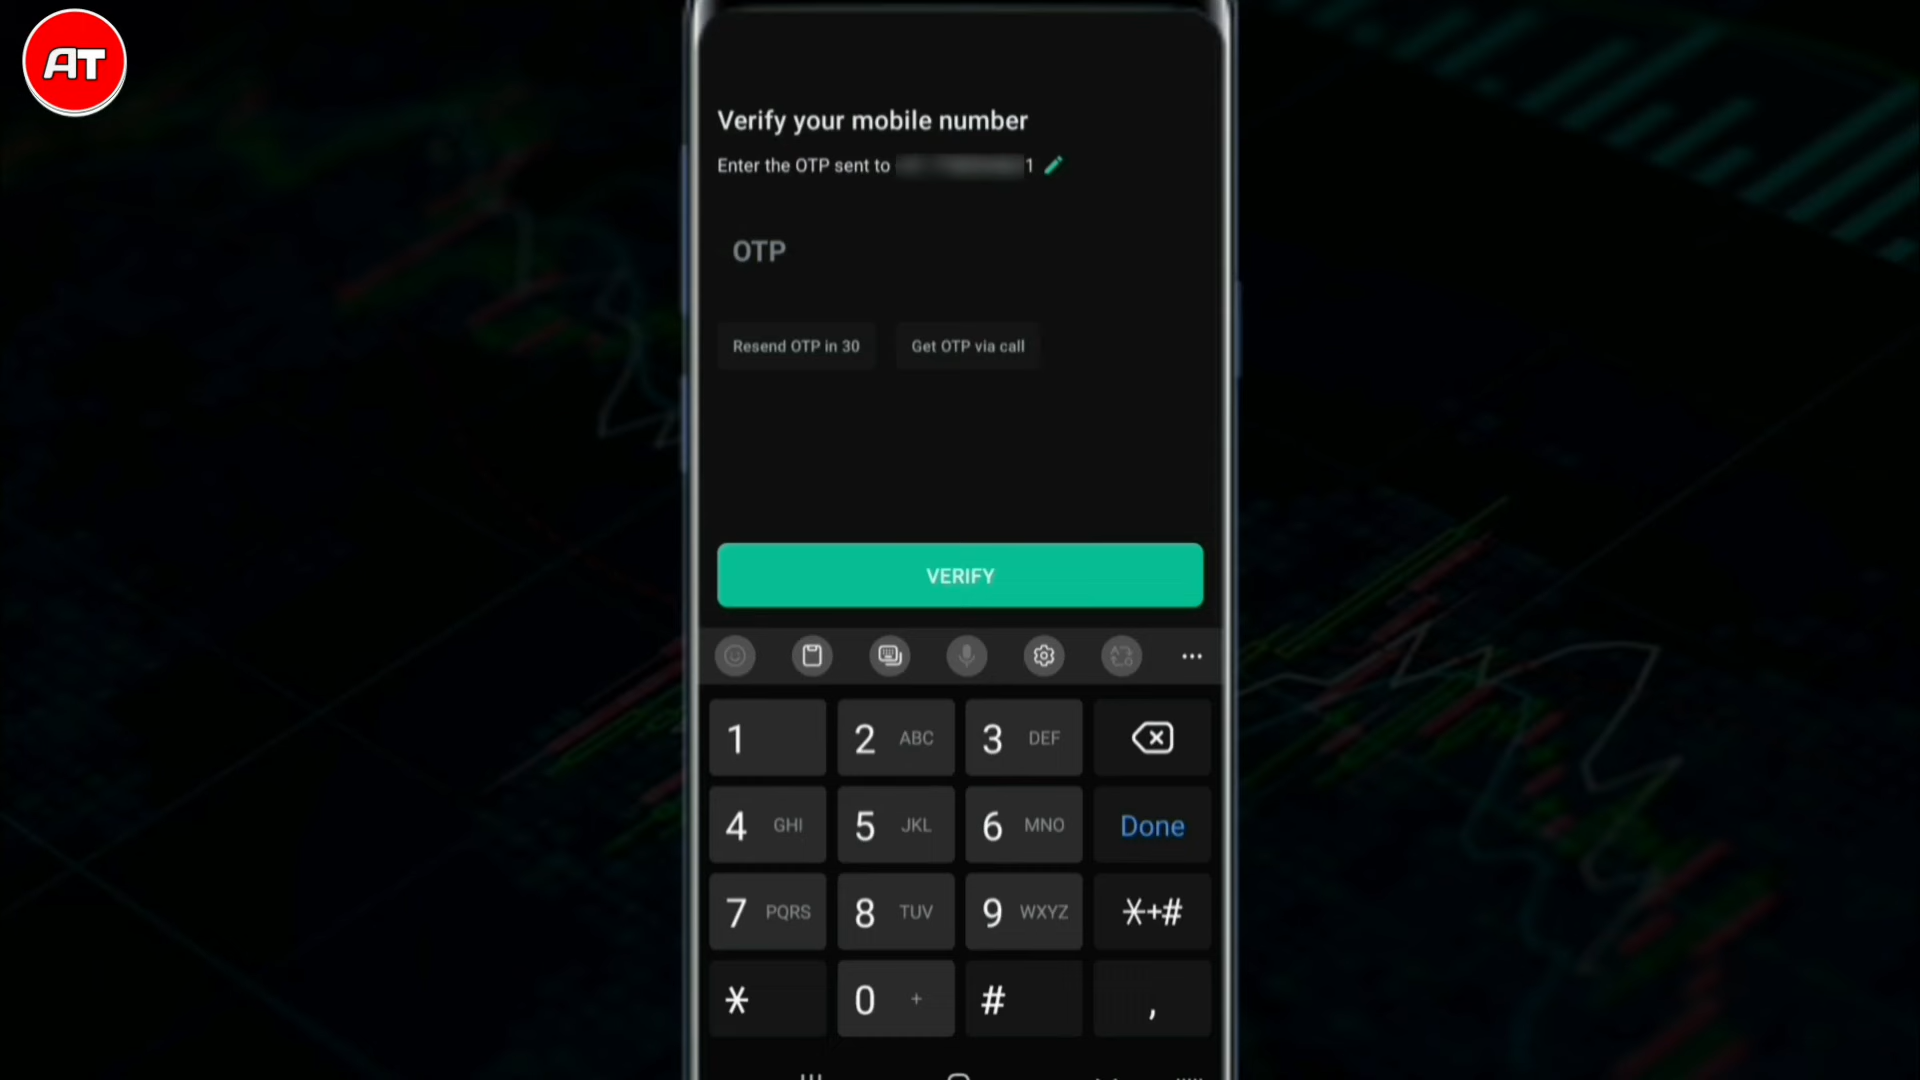 AT
Verify your mobile number
Enter the OTP sent to 1
OTP
Resend OTP in 30
Get OTP via call
VERIFY
1
2 ABC
3 DEF
4 GHI
5 JKL
6 MNO
Done
7 PQRS
8 TUV
9 WXYZ
*+#
*
0 +
#
,